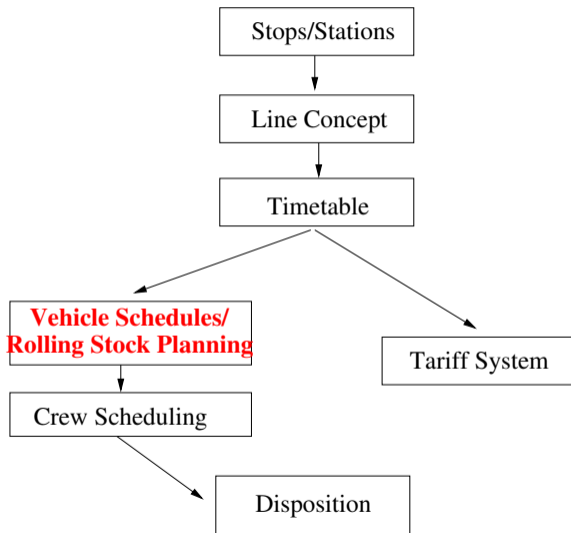 Stops/Stations
Line Concept
Timetable
Vehicle Schedules/
Rolling Stock Planning
Tariff System
Crew Scheduling
Disposition